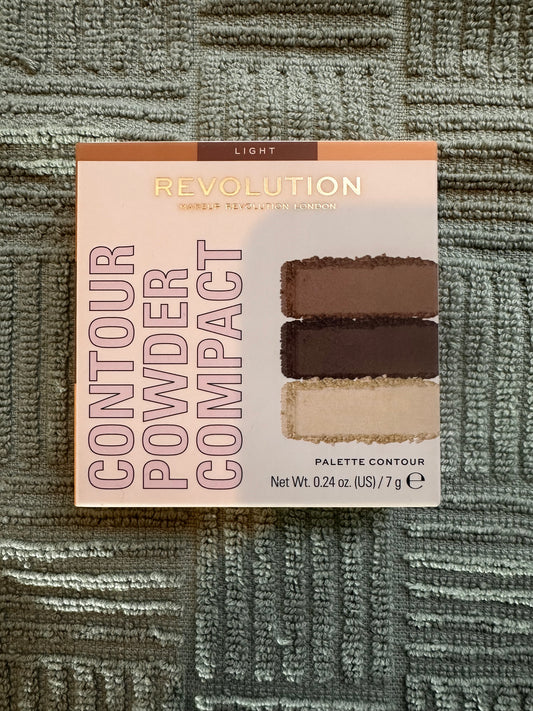 LIGHT
REVOLUTION
MAKEUP REVOLUTION LONDON
CONTOUR
POWDER
COMPACT
PALETTE CONTOUR
Net Wt. 0.24 oz. (US) / 7 g ℮